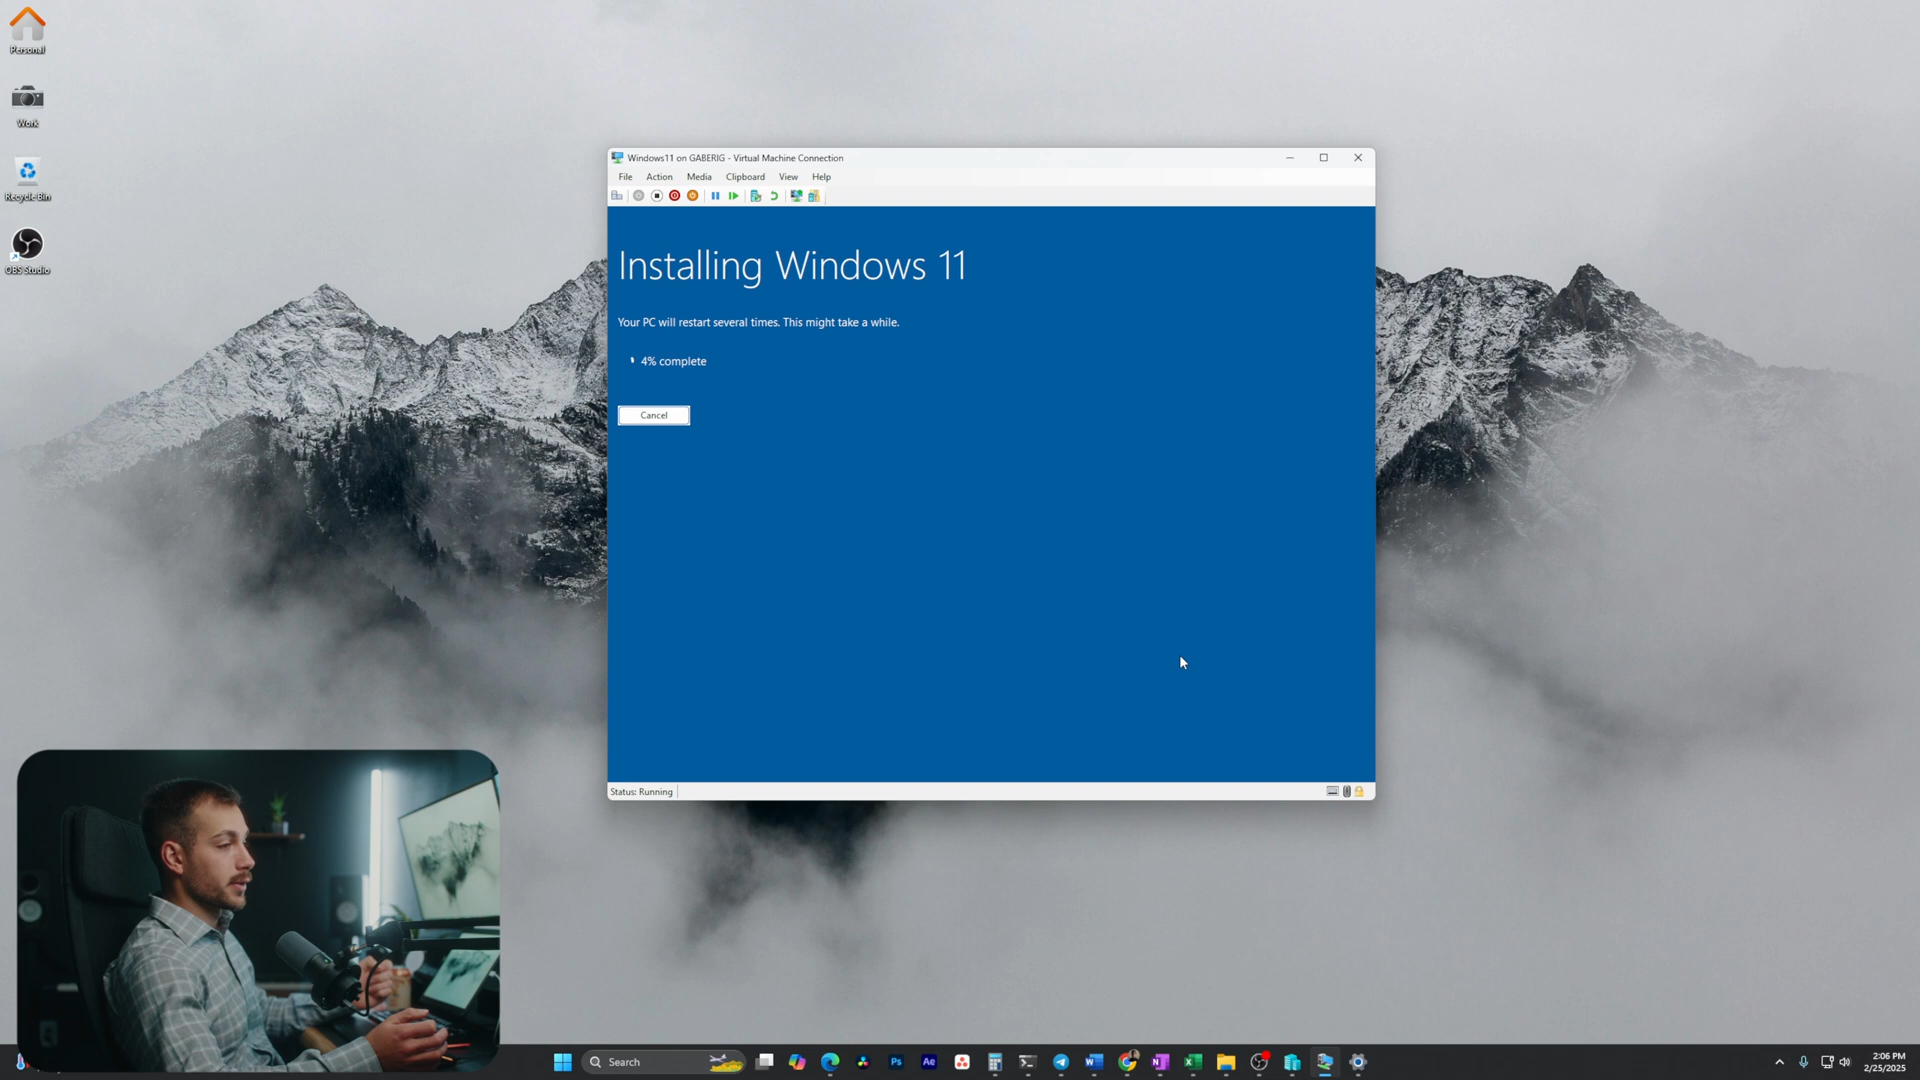 Personal
Work
Recycle Bin
OBS Studio
Windows11 on GABERIG - Virtual Machine Connection
File Action Media Clipboard View Help
Installing Windows 11
Your PC will restart several times. This might take a while.
4% complete
Cancel
Status: Running
Search
Ps
Ae
2:06 PM
2/25/2025